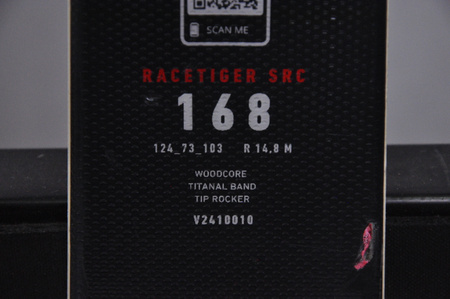 SCAN ME
RACETIGER SRC
168
124_73_103 R 14,8 M
WOODCORE
TITANAL BAND
TIP ROCKER
V2410010